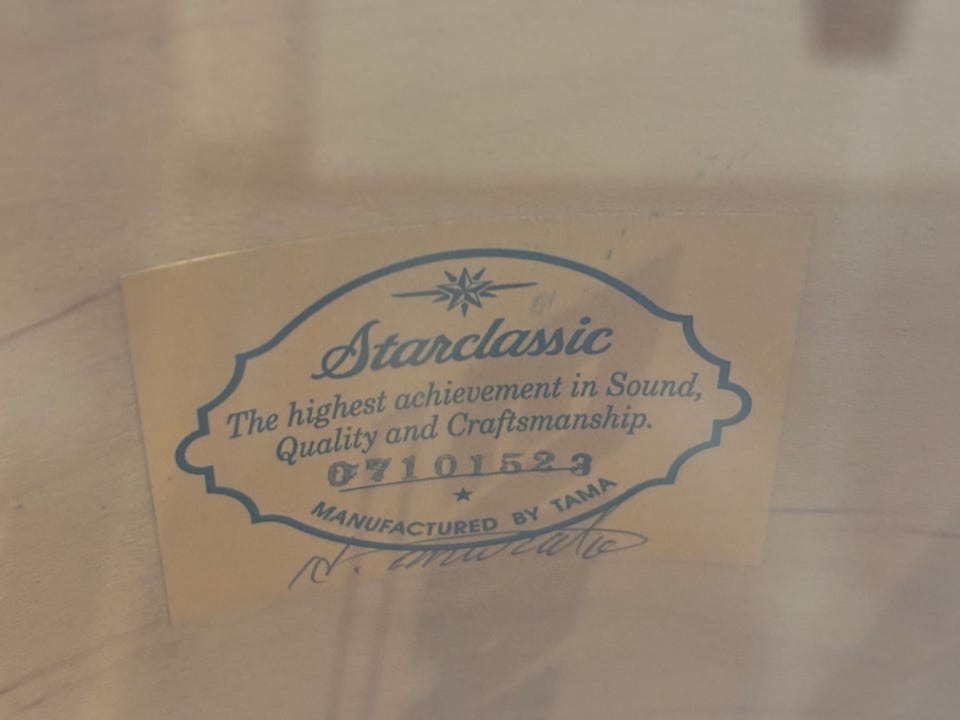 Starclassic
The highest achievement in Sound,
Quality and Craftsmanship.
07101523
MANUFACTURED BY TAMA